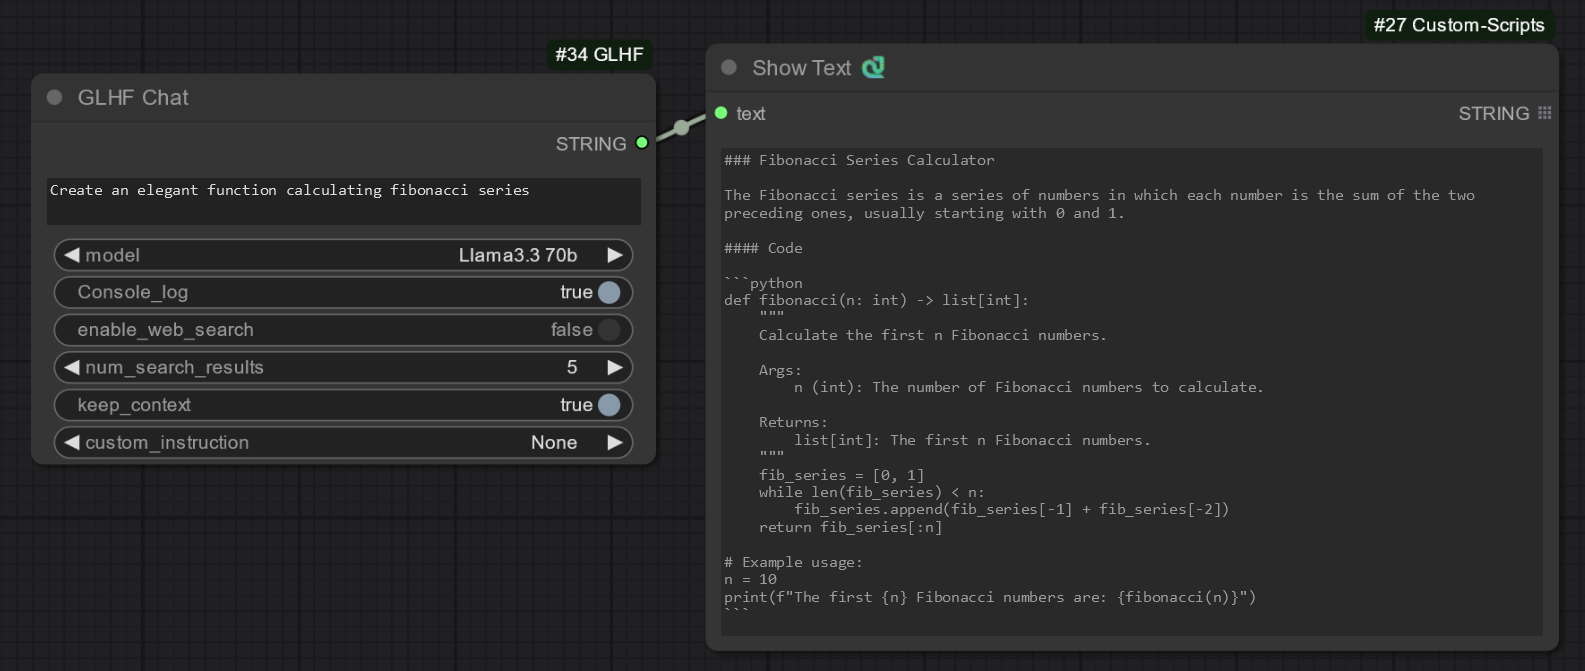 #34 GLHF
GLHF Chat
STRING
Create an elegant function calculating fibonacci series
model Llama3.3 70b
Console_log true
enable_web_search false
num_search_results 5
keep_context true
custom_instruction None
#27 Custom-Scripts
Show Text
text STRING
### Fibonacci Series Calculator
The Fibonacci series is a series of numbers in which each number is the sum of the two
preceding ones, usually starting with 0 and 1.
#### Code
```python
def fibonacci(n: int) -> list[int]:
    """
    Calculate the first n Fibonacci numbers.
    Args:
        n (int): The number of Fibonacci numbers to calculate.
    Returns:
        list[int]: The first n Fibonacci numbers.
    """
    fib_series = [0, 1]
    while len(fib_series) < n:
        fib_series.append(fib_series[-1] + fib_series[-2])
    return fib_series[:n]
# Example usage:
n = 10
print(f"The first {n} Fibonacci numbers are: {fibonacci(n)}")
```